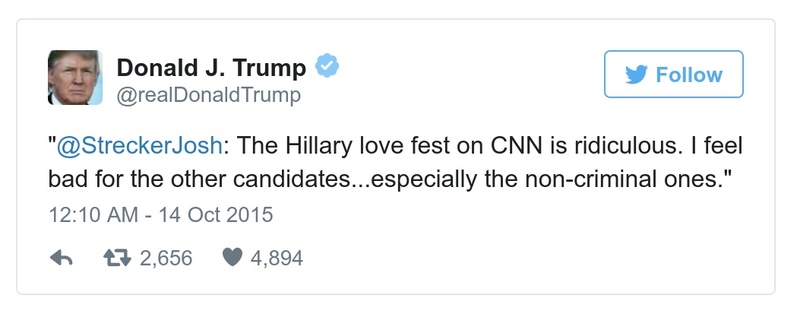 Donald J. Trump
@realDonaldTrump
Follow
"@StreckerJosh: The Hillary love fest on CNN is ridiculous. I feel
bad for the other candidates...especially the non-criminal ones."
12:10 AM - 14 Oct 2015
2,656 4,894